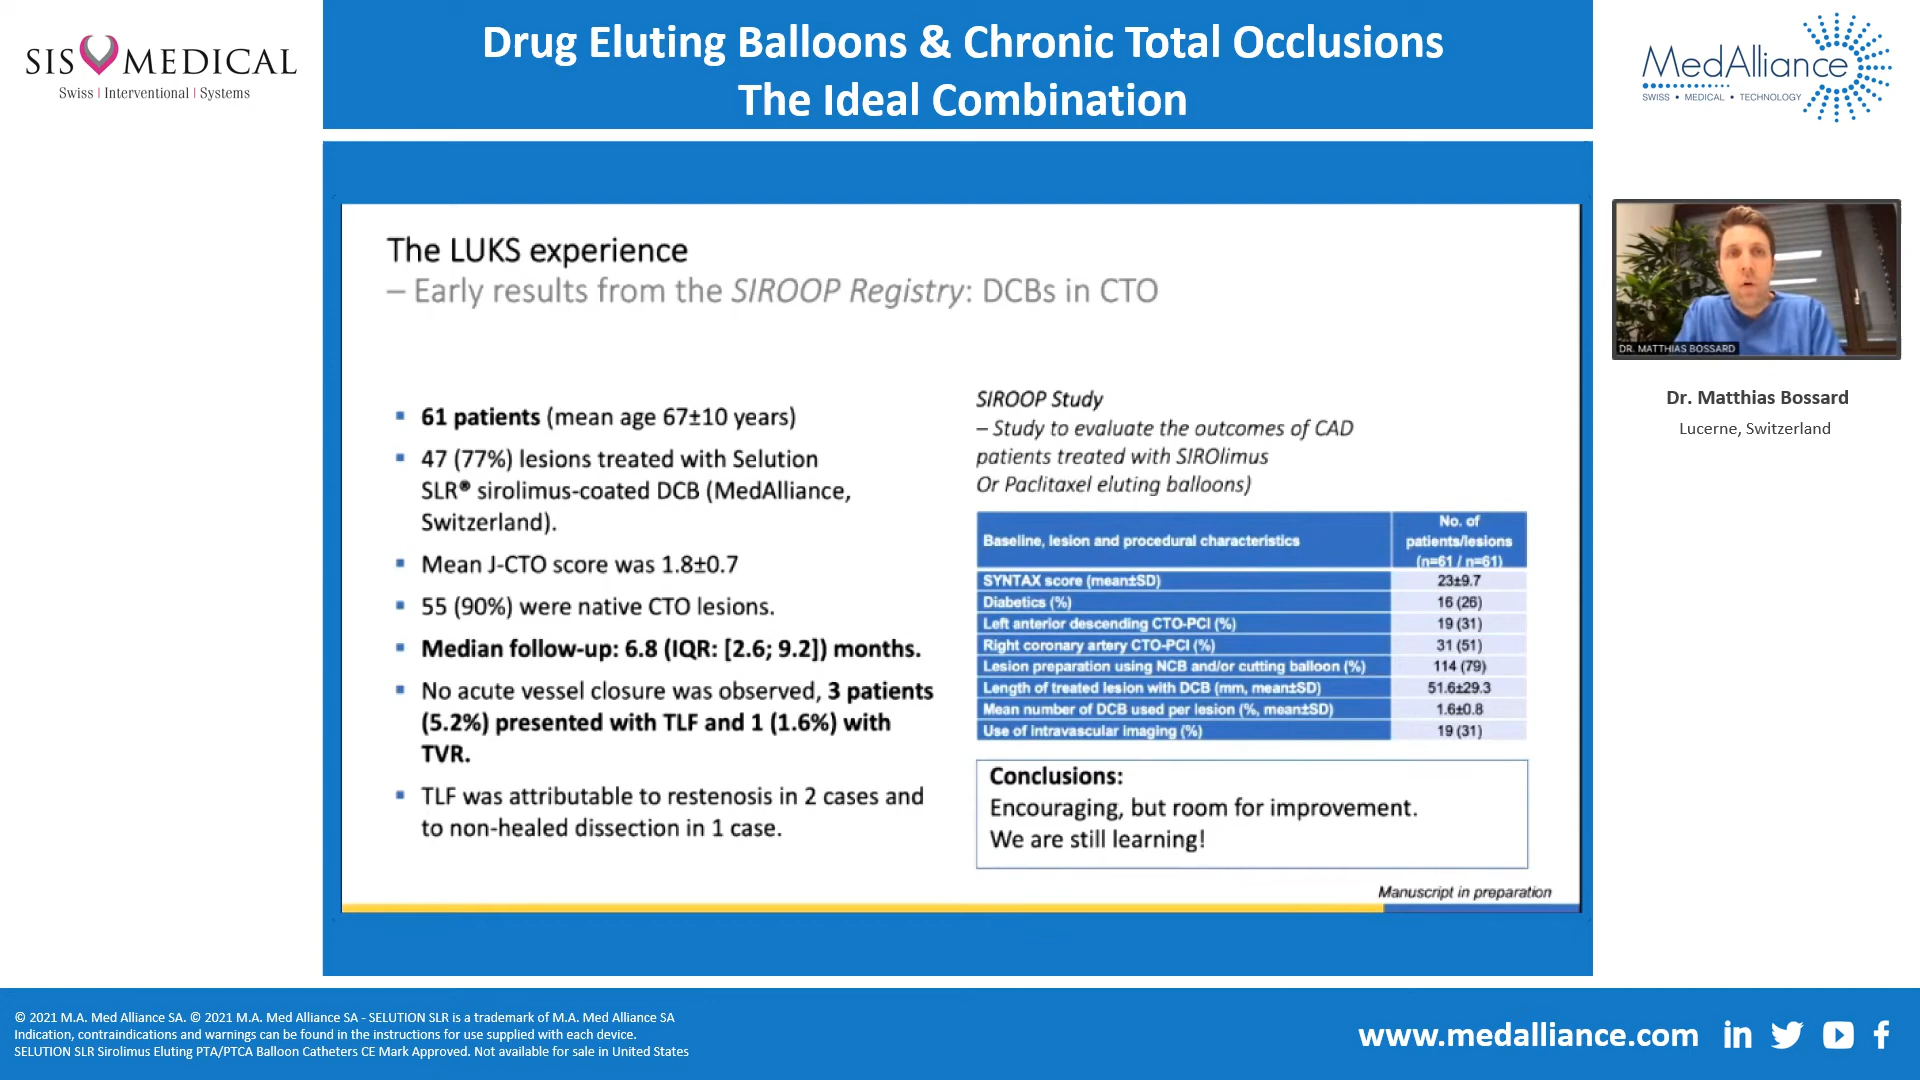 SIS MEDICAL
Swiss | Interventional | Systems
Drug Eluting Balloons & Chronic Total Occlusions
The Ideal Combination
MedAlliance
SWISS • MEDICAL • TECHNOLOGY
The LUKS experience
– Early results from the SIROOP Registry: DCBs in CTO
▪ 61 patients (mean age 67±10 years)
▪ 47 (77%) lesions treated with Selution
SLR® sirolimus-coated DCB (MedAlliance,
Switzerland).
▪ Mean J-CTO score was 1.8±0.7
▪ 55 (90%) were native CTO lesions.
▪ Median follow-up: 6.8 (IQR: [2.6; 9.2]) months.
▪ No acute vessel closure was observed, 3 patients
(5.2%) presented with TLF and 1 (1.6%) with
TVR.
▪ TLF was attributable to restenosis in 2 cases and
to non-healed dissection in 1 case.
SIROOP Study
– Study to evaluate the outcomes of CAD
patients treated with SIROlimus
Or Paclitaxel eluting balloons)
Baseline, lesion and procedural characteristics
No. of
patients/lesions
(n=61 / n=61)
SYNTAX score (mean±SD) 23±9.7
Diabetics (%) 16 (26)
Left anterior descending CTO-PCI (%) 19 (31)
Right coronary artery CTO-PCI (%) 31 (51)
Lesion preparation using NCB and/or cutting balloon (%) 114 (79)
Length of treated lesion with DCB (mm, mean±SD) 51.6±29.3
Mean number of DCB used per lesion (%, mean±SD) 1.6±0.8
Use of intravascular imaging (%) 19 (31)
Conclusions:
Encouraging, but room for improvement.
We are still learning!
Manuscript in preparation
DR. MATTHIAS BOSSARD
Dr. Matthias Bossard
Lucerne, Switzerland
© 2021 M.A. Med Alliance SA. © 2021 M.A. Med Alliance SA - SELUTION SLR is a trademark of M.A. Med Alliance SA
Indication, contraindications and warnings can be found in the instructions for use supplied with each device.
SELUTION SLR Sirolimus Eluting PTA/PTCA Balloon Catheters CE Mark Approved. Not available for sale in United States
www.medalliance.com